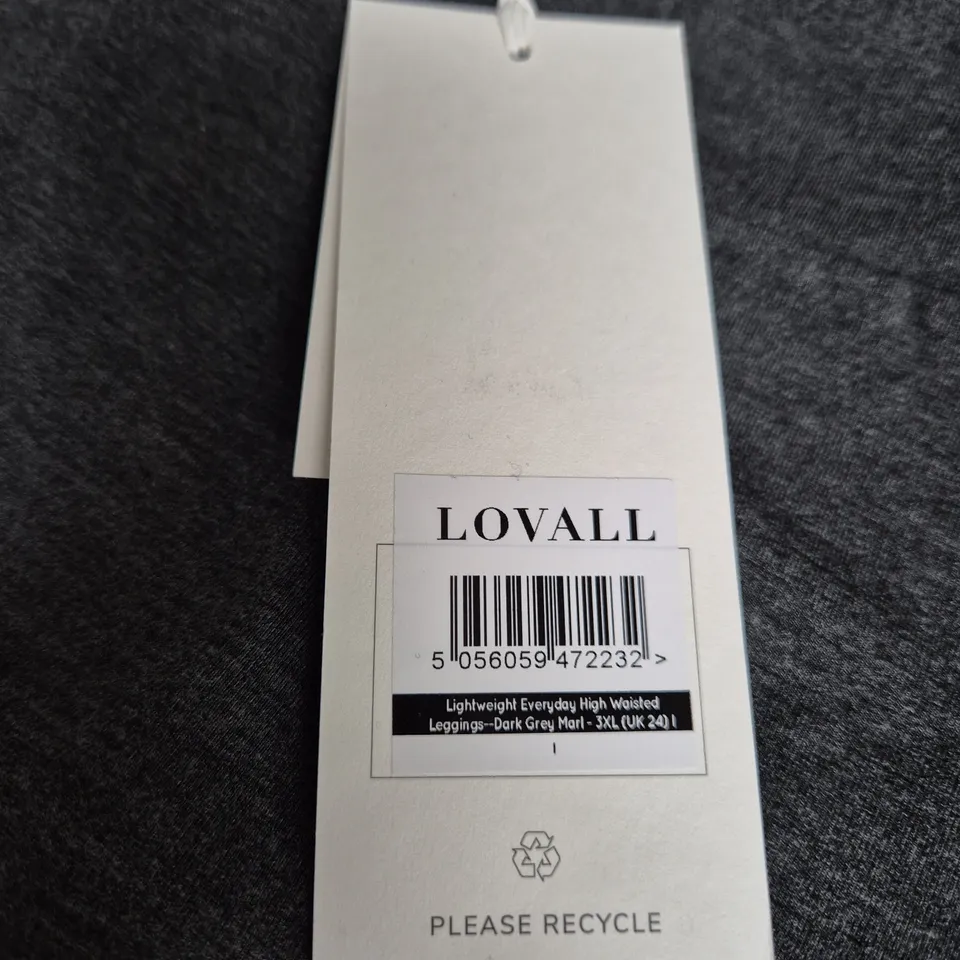 LOVALL
5 056059 472232 >
Lightweight Everyday High Waisted
Leggings--Dark Grey Marl - 3XL (UK 24) |
|
PLEASE RECYCLE